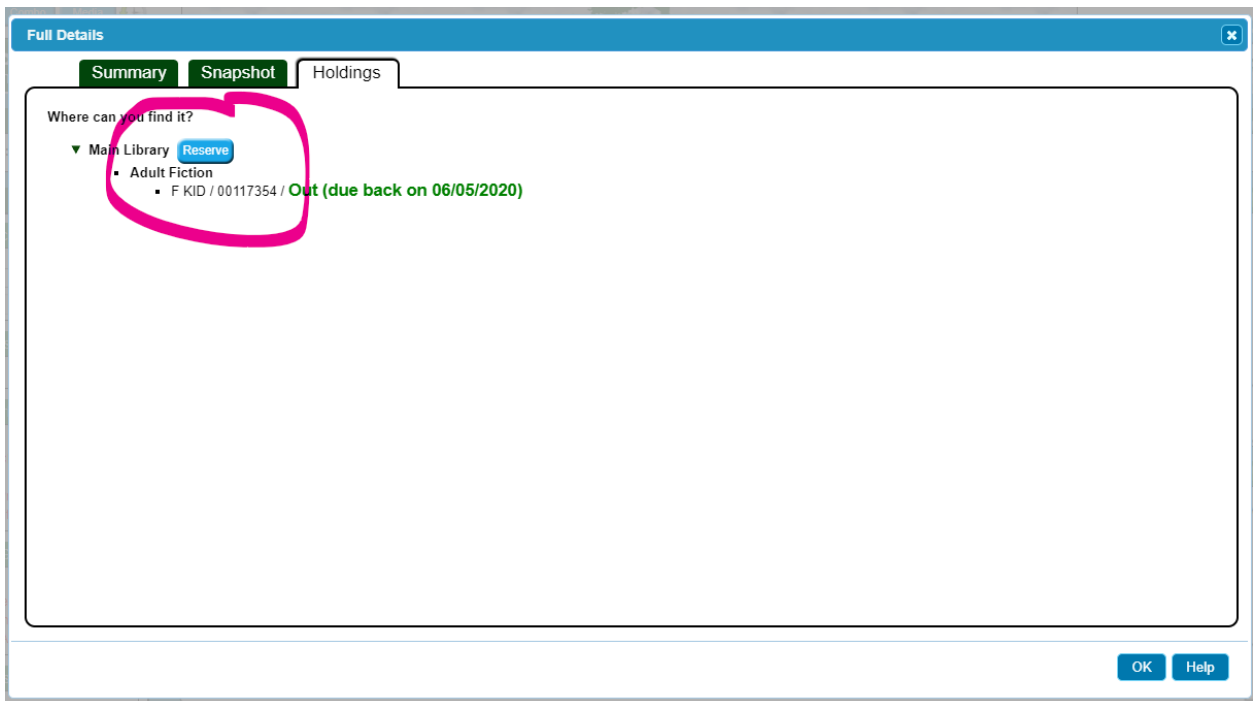 Full Details
Summary Snapshot Holdings
Where can you find it?
Main Library Reserve
Adult Fiction
F KID / 00117354 / Out (due back on 06/05/2020)
OK Help